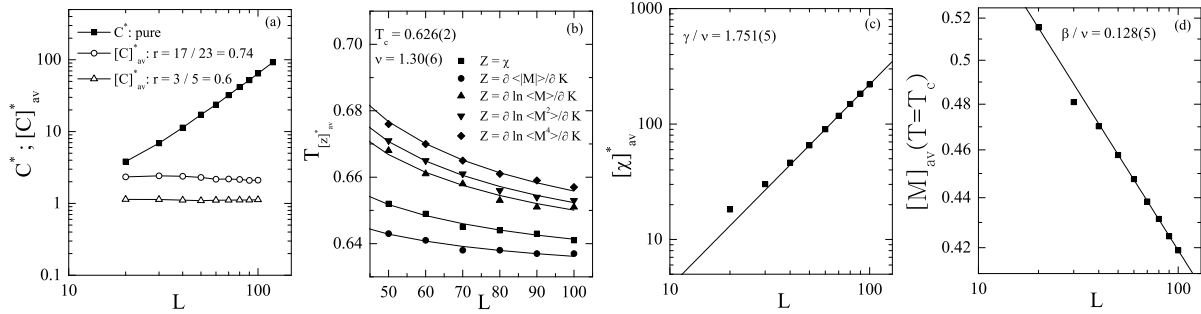 (a)
C*: pure
[C]*av: r = 17 / 23 = 0.74
[C]*av: r = 3 / 5 = 0.6
C* ; [C]*av
100
10
1
0.1
10
100
L
(b)
Tc = 0.626(2)
ν = 1.30(6)
Z = χ
Z = ∂ <|M|>/∂ K
Z = ∂ ln <M>/∂ K
Z = ∂ ln <M²>/∂ K
Z = ∂ ln <M⁴>/∂ K
T[Z]*av
0.70
0.68
0.66
0.64
50
60
70
80
90
100
L
(c)
γ / ν = 1.751(5)
[χ]*av
1000
100
10
10
100
L
(d)
β / ν = 0.128(5)
[M]av(T=Tc)
0.52
0.5
0.48
0.46
0.44
0.42
10
100
L